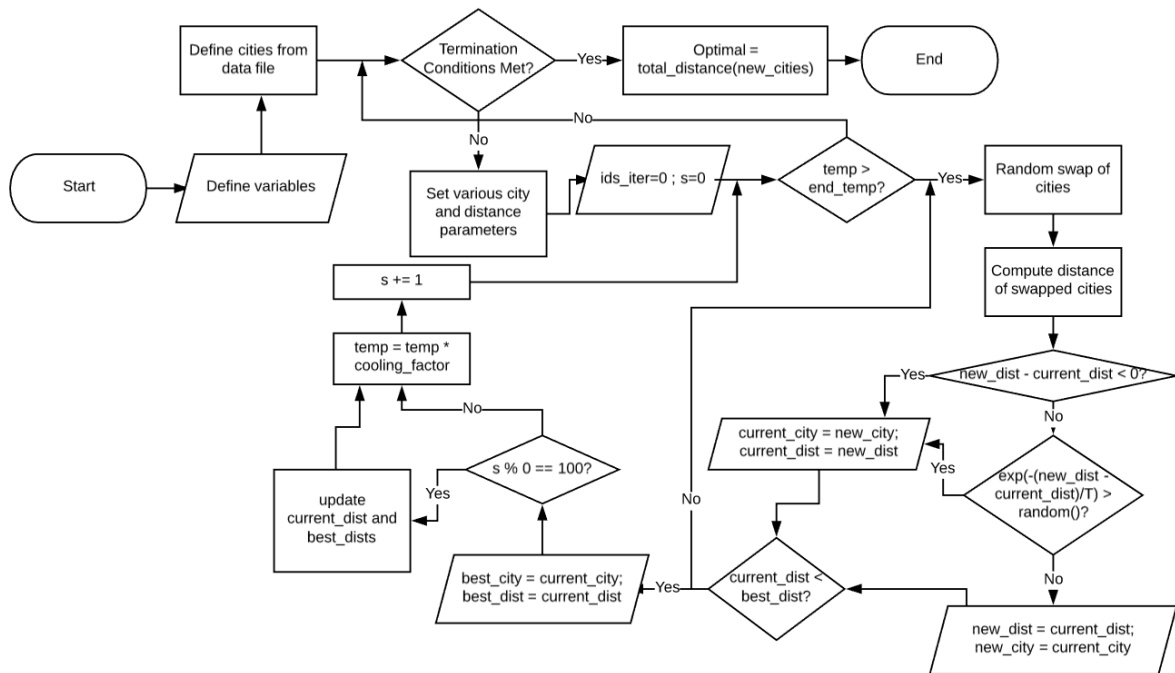 Define cities from
data file
Termination
Conditions Met?
Yes
Optimal =
total_distance(new_cities)
End
No
No
Start
Define variables
Set various city
and distance
parameters
ids_iter=0 ; s=0
temp >
end_temp?
Yes
Random swap of
cities
s += 1
Compute distance
of swapped cities
temp = temp *
cooling_factor
new_dist - current_dist < 0?
Yes
No
No
current_city = new_city;
current_dist = new_dist
s % 0 == 100?
Yes
exp(-(new_dist -
current_dist)/T) >
random()?
Yes
update
current_dist and
best_dists
No
No
best_city = current_city;
best_dist = current_dist
Yes
current_dist <
best_dist?
new_dist = current_dist;
new_city = current_city